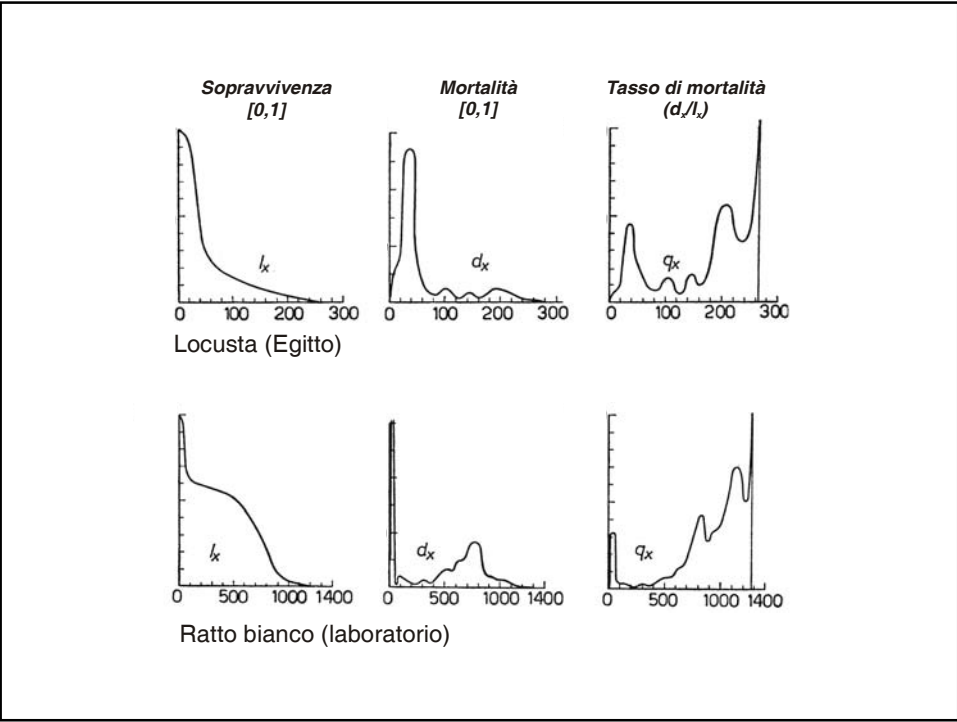 Sopravvivenza
[0,1]
Mortalità
[0,1]
Tasso di mortalità
(dx/lx)
lx
0 100 200 300
dx
0 100 200 300
qx
0 100 200 300
Locusta (Egitto)
lx
0 500 1000 1400
dx
0 500 1000 1400
qx
0 500 1000 1400
Ratto bianco (laboratorio)